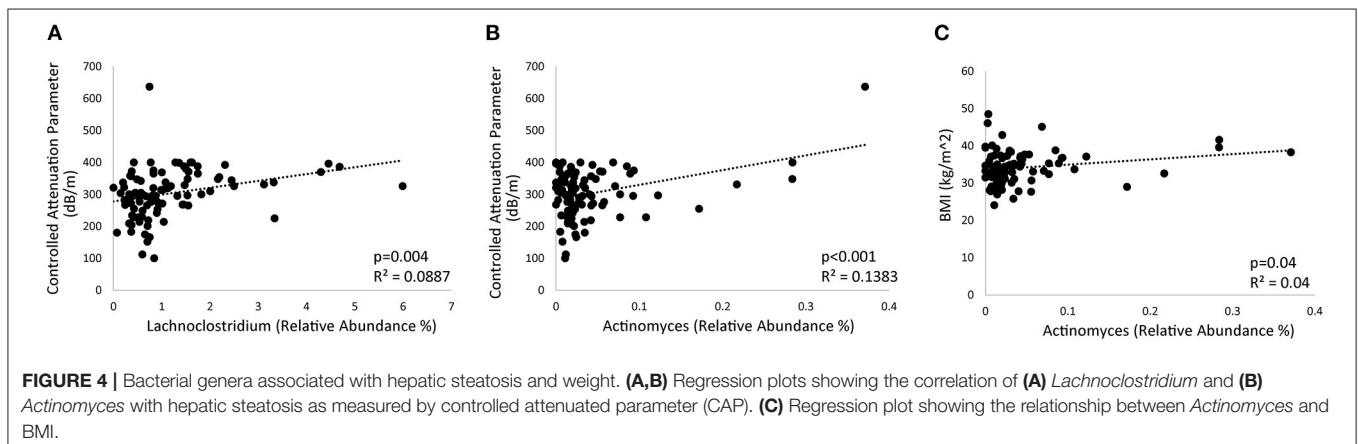 A
Controlled Attenuation Parameter
(dB/m)
700
600
500
400
300
200
100
0
0 1 2 3 4 5 6 7
Lachnoclostridium (Relative Abundance %)
p=0.004
R² = 0.0887
B
Controlled Attenuation Parameter
(dB/m)
700
600
500
400
300
200
100
0
0 0.1 0.2 0.3 0.4
Actinomyces (Relative Abundance %)
p<0.001
R² = 0.1383
C
BMI (kg/m^2)
60
50
40
30
20
10
0
0 0.1 0.2 0.3 0.4
Actinomyces (Relative Abundance %)
p=0.04
R² = 0.04
FIGURE 4 | Bacterial genera associated with hepatic steatosis and weight. (A,B) Regression plots showing the correlation of (A) Lachnoclostridium and (B)
Actinomyces with hepatic steatosis as measured by controlled attenuated parameter (CAP). (C) Regression plot showing the relationship between Actinomyces and
BMI.